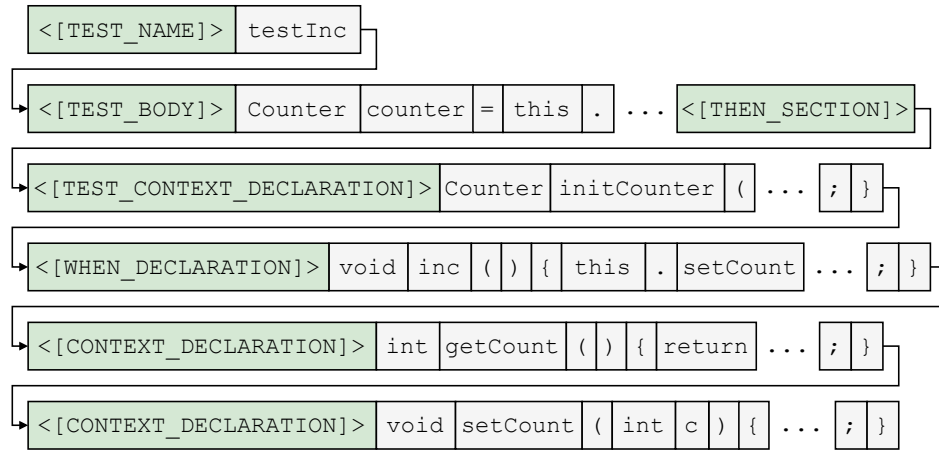 <[TEST_NAME]> testInc
<[TEST_BODY]> Counter counter = this . ... <[THEN_SECTION]>
<[TEST_CONTEXT_DECLARATION]> Counter initCounter ( ... ; }
<[WHEN_DECLARATION]> void inc ( ) { this . setCount ... ; }
<[CONTEXT_DECLARATION]> int getCount ( ) { return ... ; }
<[CONTEXT_DECLARATION]> void setCount ( int c ) { ... ; }